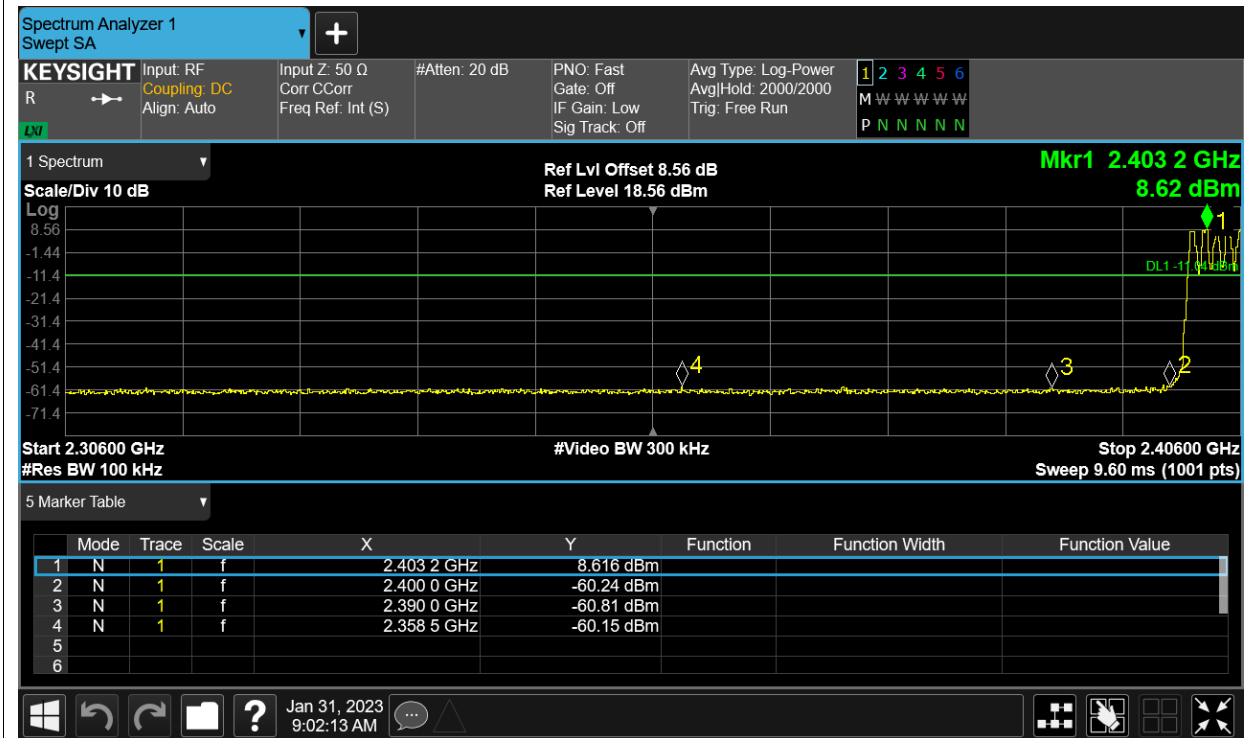 Spectrum Analyzer 1
Swept SA
+
KEYSIGHT
R
LXI
Input: RF
Coupling: DC
Align: Auto
Input Z: 50 Ω
Corr CCorr
Freq Ref: Int (S)
#Atten: 20 dB
PNO: Fast
Gate: Off
IF Gain: Low
Sig Track: Off
Avg Type: Log-Power
Avg|Hold: 2000/2000
Trig: Free Run
1 2 3 4 5 6
M W W W W W
P N N N N N
1 Spectrum
Scale/Div 10 dB
Ref Lvl Offset 8.56 dB
Ref Level 18.56 dBm
Mkr1 2.403 2 GHz
8.62 dBm
Log
8.56
-1.44
-11.4
-21.4
-31.4
-41.4
-51.4
-61.4
-71.4
1
DL1 -11.04 dBm
4
3
2
Start 2.30600 GHz
#Video BW 300 kHz
Stop 2.40600 GHz
#Res BW 100 kHz
Sweep 9.60 ms (1001 pts)
5 Marker Table
Mode Trace Scale X Y Function Function Width Function Value
1 N 1 f 2.403 2 GHz 8.616 dBm
2 N 1 f 2.400 0 GHz -60.24 dBm
3 N 1 f 2.390 0 GHz -60.81 dBm
4 N 1 f 2.358 5 GHz -60.15 dBm
5
6
?
Jan 31, 2023
9:02:13 AM